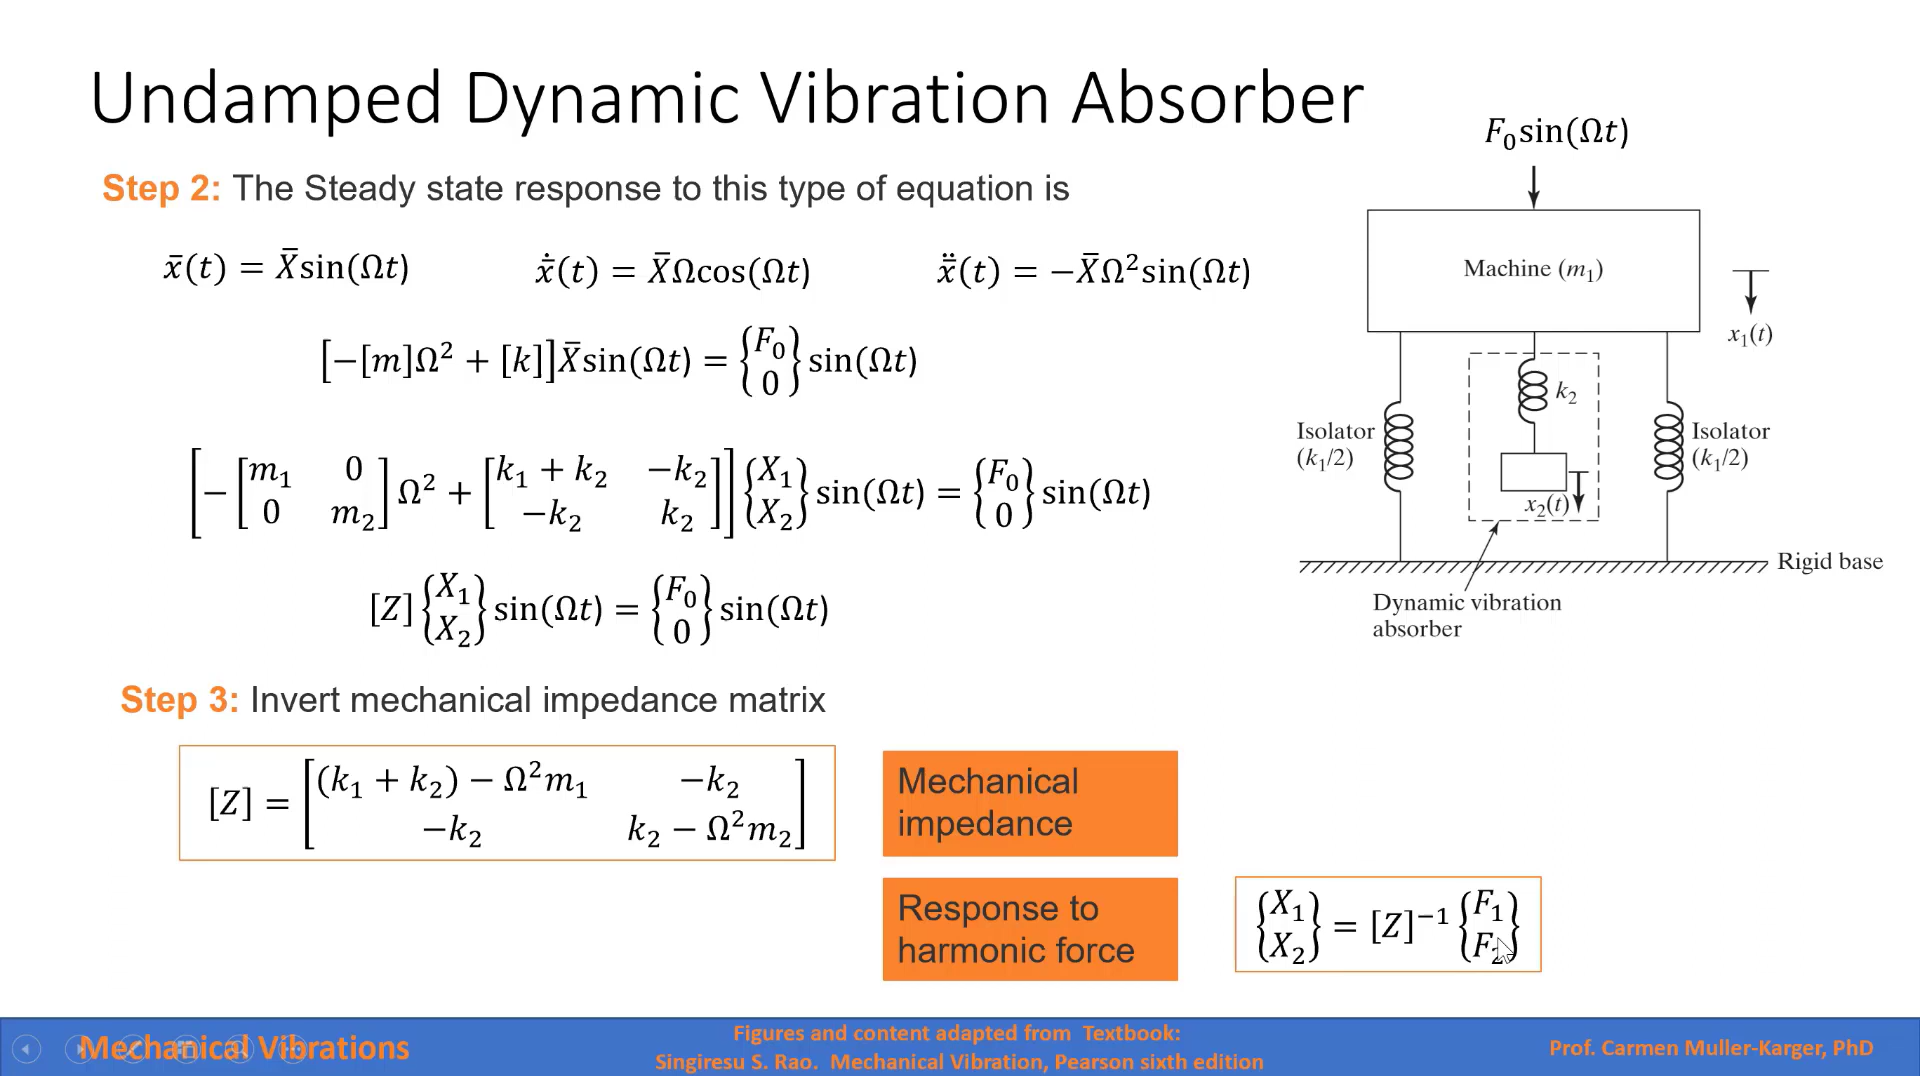 Undamped Dynamic Vibration Absorber
Step 2: The Steady state response to this type of equation is
x̄(t) = X̄sin(Ωt)    ẋ̄(t) = X̄Ωcos(Ωt)    ẍ̄(t) = −X̄Ω²sin(Ωt)
[−[m]Ω² + [k]]X̄sin(Ωt) = {F₀ 0} sin(Ωt)
[−[m₁ 0 0 m₂]Ω² + [k₁ + k₂ −k₂ −k₂ k₂]] {X₁ X₂} sin(Ωt) = {F₀ 0} sin(Ωt)
[Z] {X₁ X₂} sin(Ωt) = {F₀ 0} sin(Ωt)
Step 3: Invert mechanical impedance matrix
[Z] = [(k₁ + k₂) − Ω²m₁ −k₂ −k₂ k₂ − Ω²m₂]
Mechanical
impedance
Response to
harmonic force
{X₁ X₂} = [Z]⁻¹ {F₁ F₂}
F₀sin(Ωt)
Machine (m₁)
x₁(t)
k₂
Isolator
(k₁/2)
Isolator
(k₁/2)
x₂(t)
Rigid base
Dynamic vibration
absorber
Mechanical Vibrations
Figures and content adapted from Textbook:
Singiresu S. Rao. Mechanical Vibration, Pearson sixth edition
Prof. Carmen Muller-Karger, PhD